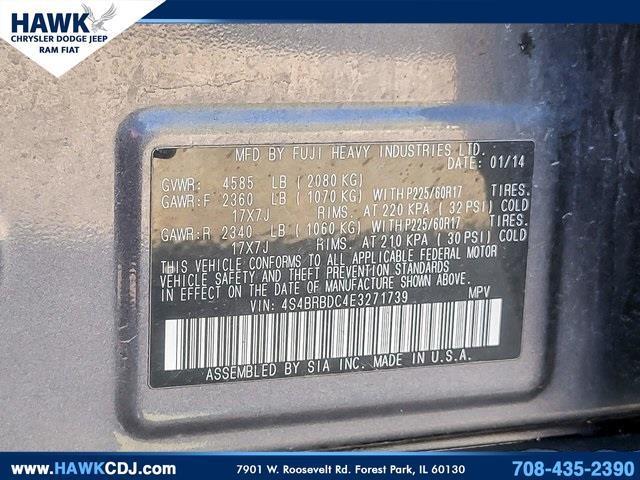 HAWK
CHRYSLER DODGE JEEP
RAM FIAT
MFD BY FUJI HEAVY INDUSTRIES LTD.
DATE: 01/14
GVWR: 4585 LB ( 2080 KG)
GAWR:F 2360 LB ( 1070 KG) WITH P225/60R17 TIRES.
17X7J RIMS. AT 220 KPA ( 32 PSI) COLD
GAWR:R 2340 LB ( 1060 KG) WITH P225/60R17 TIRES.
17X7J RIMS. AT 210 KPA ( 30 PSI) COLD
THIS VEHICLE CONFORMS TO ALL APPLICABLE FEDERAL MOTOR
VEHICLE SAFETY AND THEFT PREVENTION STANDARDS
IN EFFECT ON THE DATE OF MANUFACTURE SHOWN ABOVE.
VIN: 4S4BRBDC4E3271739 MPV
ASSEMBLED BY SIA INC. MADE IN U.S.A.
www.HAWKCDJ.com 7901 W. Roosevelt Rd. Forest Park, IL 60130 708-435-2390